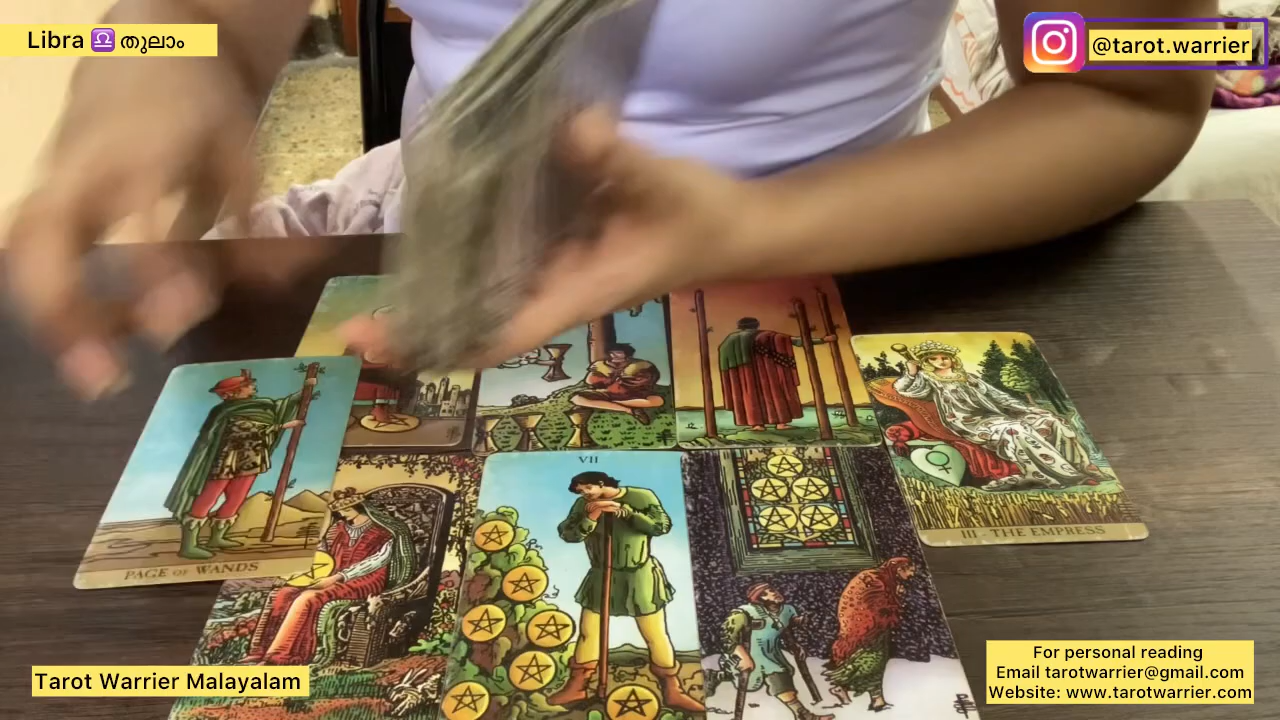 Libra ♎ തുലാം
@tarot.warrier
VII
III - THE EMPRESS
PAGE OF WANDS
Tarot Warrier Malayalam
For personal reading
Email tarotwarrier@gmail.com
Website: www.tarotwarrier.com